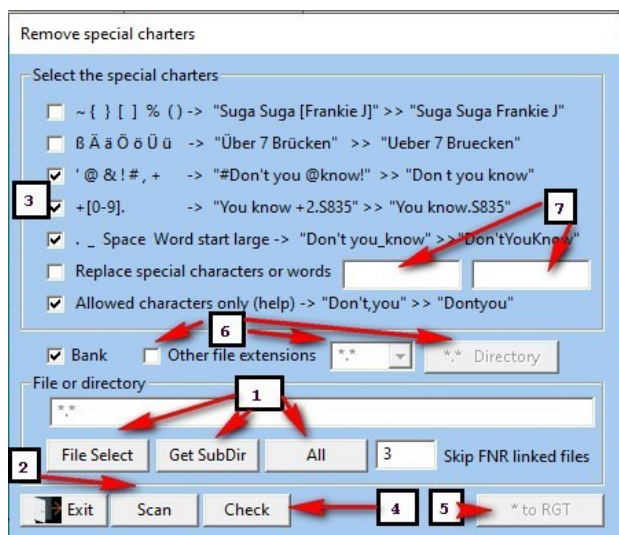 Remove special charters
Select the special charters
~ { } [ ] % ( ) -> "Suga Suga [Frankie J]" >> "Suga Suga Frankie J"
ß Ä ä Ö ö Ü ü -> "Über 7 Brücken" >> "Ueber 7 Bruecken"
' @ & ! # , + -> "#Don't you @know!" >> "Don t you know"
3
+[0-9]. -> "You know +2.S835" >> "You know.S835"
7
. _ Space Word start large -> "Don't you_know" >> "Don'tYouKnow"
Replace special characters or words
Allowed characters only (help) -> "Don't,you" >> "Dontyou"
6
Bank Other file extensions *.* *.* Directory
File or directory
1
*.*
File Select Get SubDir All 3 Skip FNR linked files
2
Exit Scan Check 4 5 * to RGT